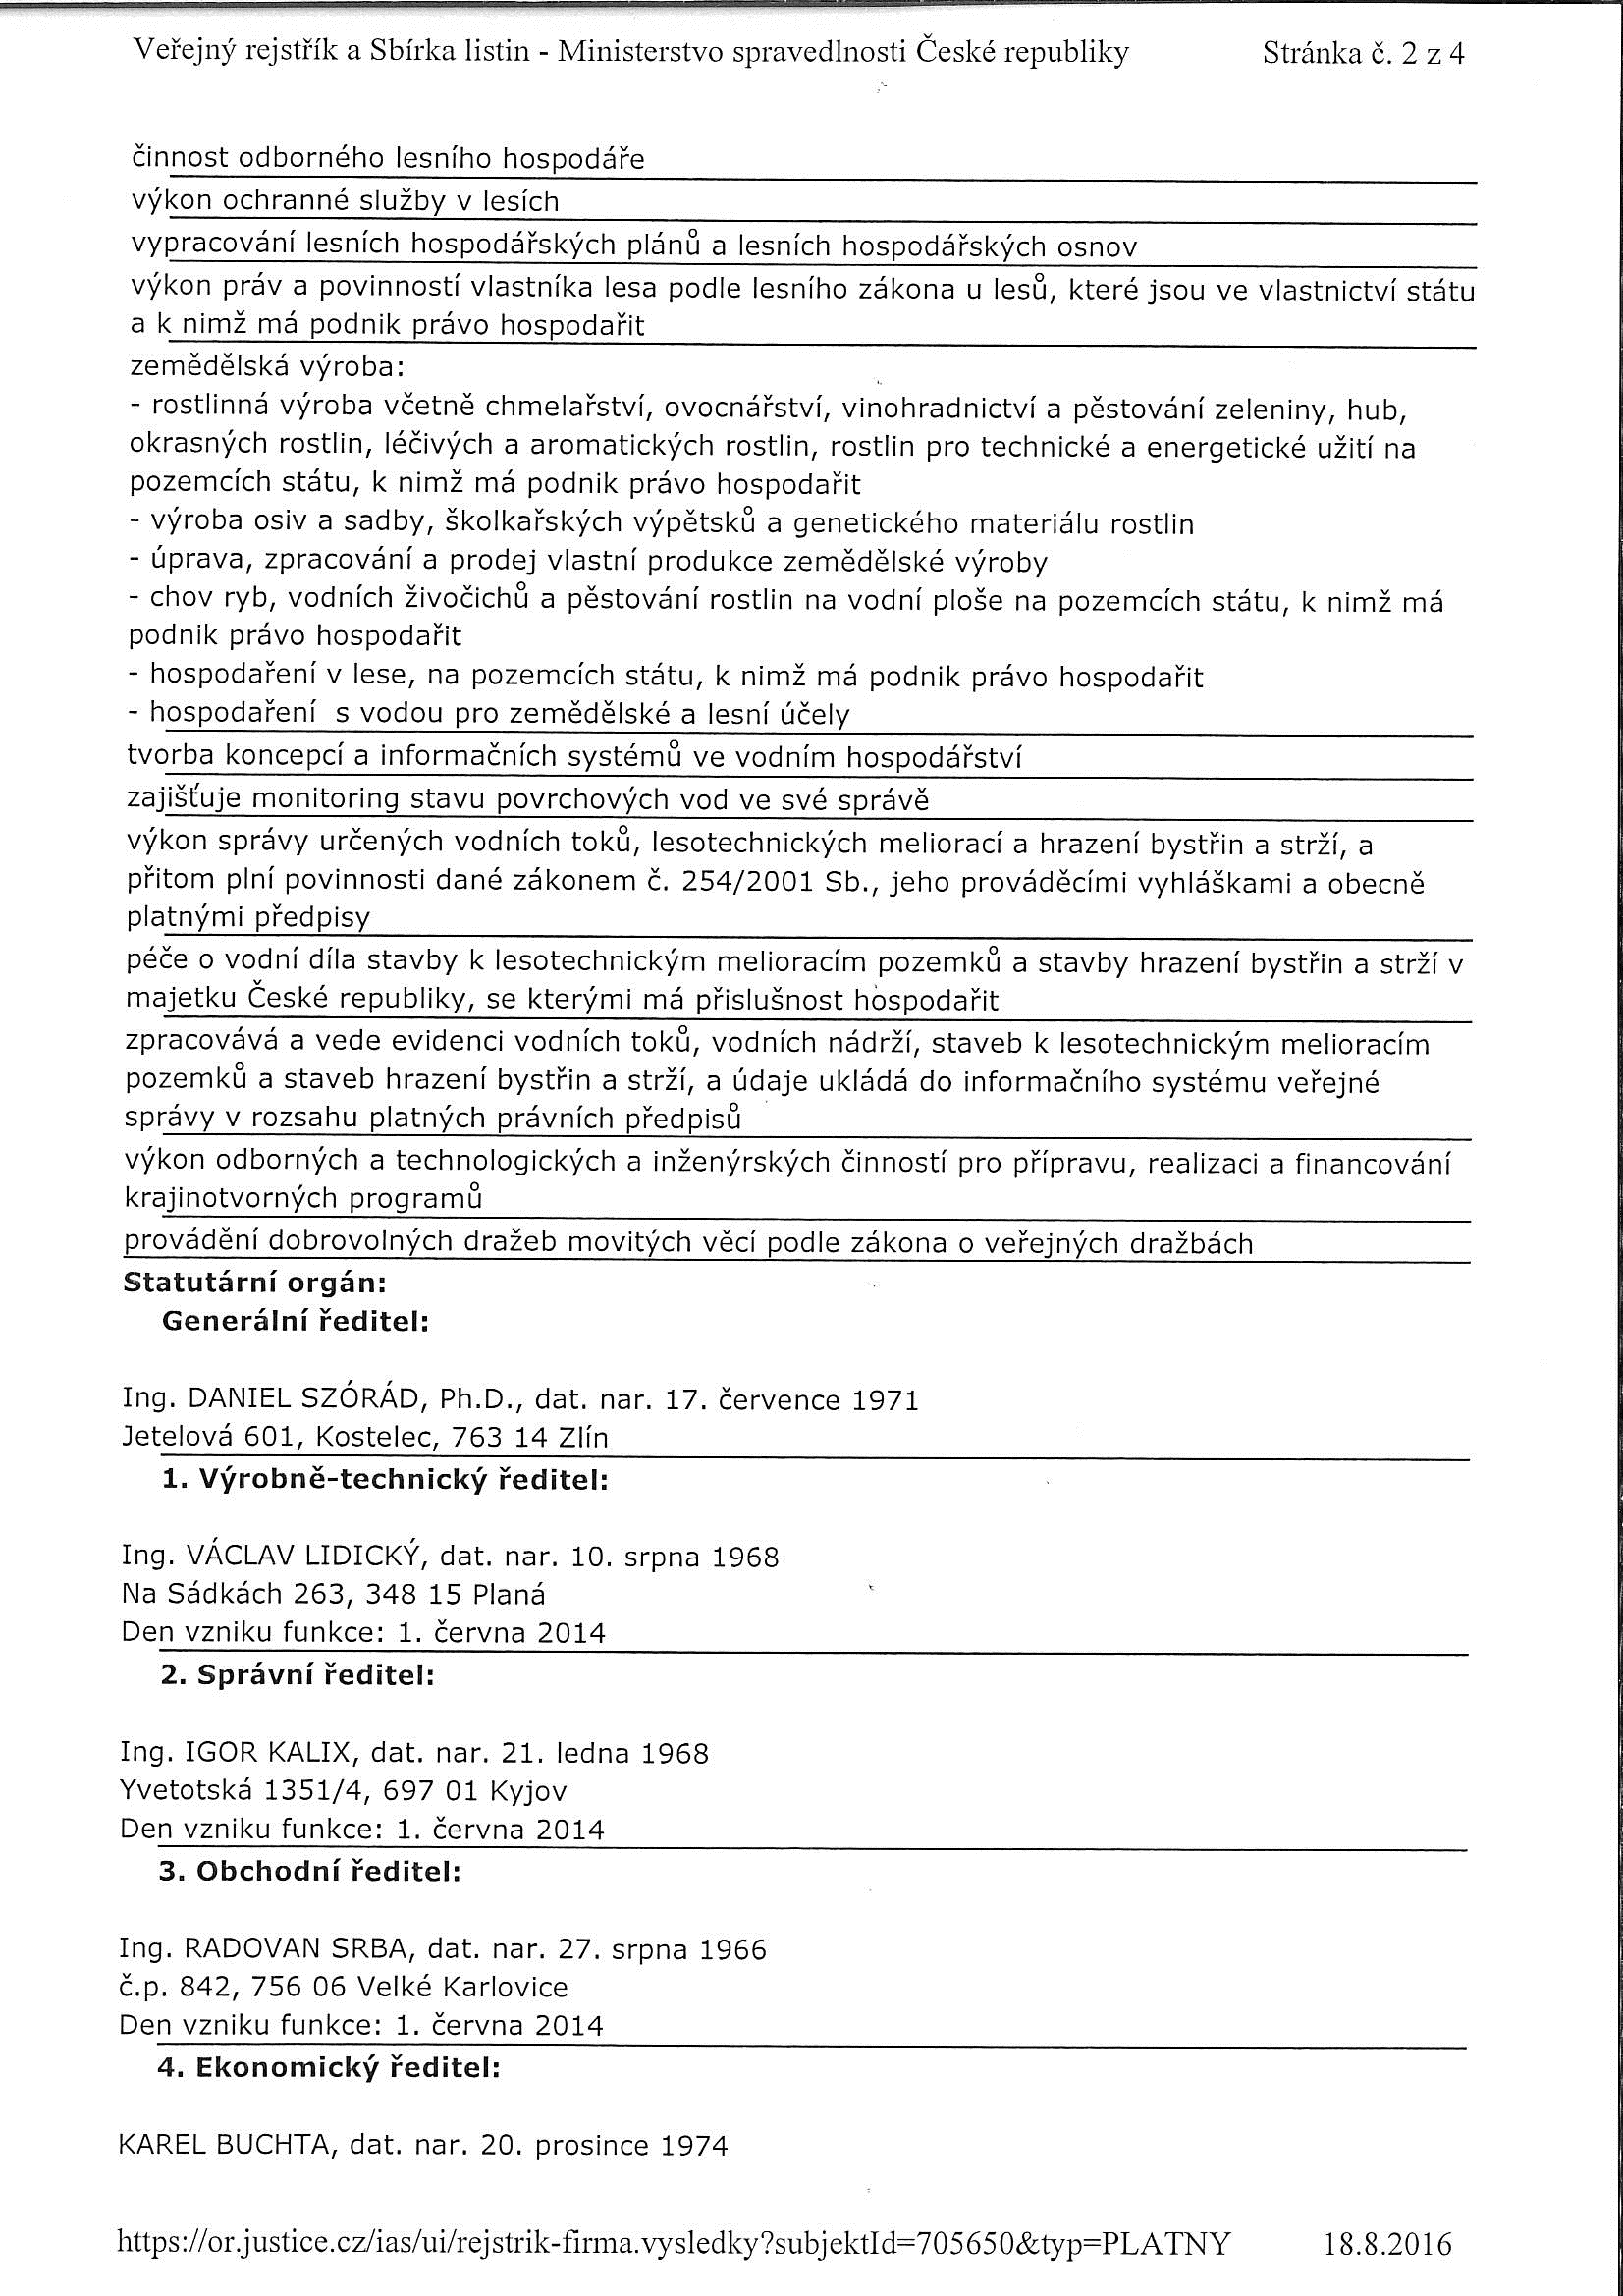 Veřejný rejstřík a Sbírka listin - Ministerstvo spravedlnosti České republiky Stránka č. 2 z 4
činnost odborného lesního hospodáře
výkon ochranné služby v lesích
vypracování lesních hospodářských plánů a lesních hospodářských osnov
výkon práv a povinností vlastníka lesa podle lesního zákona u lesů, které jsou ve vlastnictví státu
a k nimž má podnik právo hospodařit
zemědělská výroba:
- rostlinná výroba včetně chmelařství, ovocnářství, vinohradnictví a pěstování zeleniny, hub,
okrasných rostlin, léčivých a aromatických rostlin, rostlin pro technické a energetické užití na
pozemcích státu, k nimž má podnik právo hospodařit
- výroba osiv a sadby, školkařských výpětsků a genetického materiálu rostlin
- úprava, zpracování a prodej vlastní produkce zemědělské výroby
- chov ryb, vodních živočichů a pěstování rostlin na vodní ploše na pozemcích státu, k nimž má
podnik právo hospodařit
- hospodaření v lese, na pozemcích státu, k nimž má podnik právo hospodařit
- hospodaření s vodou pro zemědělské a lesní účely
tvorba koncepcí a informačních systémů ve vodním hospodářství
zajišťuje monitoring stavu povrchových vod ve své správě
výkon správy určených vodních toků, lesotechnických meliorací a hrazení bystřin a strží, a
přitom plní povinnosti dané zákonem č. 254/2001 Sb., jeho prováděcími vyhláškami a obecně
platnými předpisy
péče o vodní díla stavby k lesotechnickým melioracím pozemků a stavby hrazení bystřin a strží v
majetku České republiky, se kterými má přislušnost hospodařit
zpracovává a vede evidenci vodních toků, vodních nádrží, staveb k lesotechnickým melioracím
pozemků a staveb hrazení bystřin a strží, a údaje ukládá do informačního systému veřejné
správy v rozsahu platných právních předpisů
výkon odborných a technologických a inženýrských činností pro přípravu, realizaci a financování
krajinotvorných programů
provádění dobrovolných dražeb movitých věcí podle zákona o veřejných dražbách
Statutární orgán:
Generální ředitel:
Ing. DANIEL SZÓRÁD, Ph.D., dat. nar. 17. července 1971
Jetelová 601, Kostelec, 763 14 Zlín
1. Výrobně-technický ředitel:
Ing. VÁCLAV LIDICKÝ, dat. nar. 10. srpna 1968
Na Sádkách 263, 348 15 Planá
Den vzniku funkce: 1. června 2014
2. Správní ředitel:
Ing. IGOR KALIX, dat. nar. 21. ledna 1968
Yvetotská 1351/4, 697 01 Kyjov
Den vzniku funkce: 1. června 2014
3. Obchodní ředitel:
Ing. RADOVAN SRBA, dat. nar. 27. srpna 1966
č.p. 842, 756 06 Velké Karlovice
Den vzniku funkce: 1. června 2014
4. Ekonomický ředitel:
KAREL BUCHTA, dat. nar. 20. prosince 1974
https://or.justice.cz/ias/ui/rejstrik-firma.vysledky?subjektId=705650&typ=PLATNY 18.8.2016